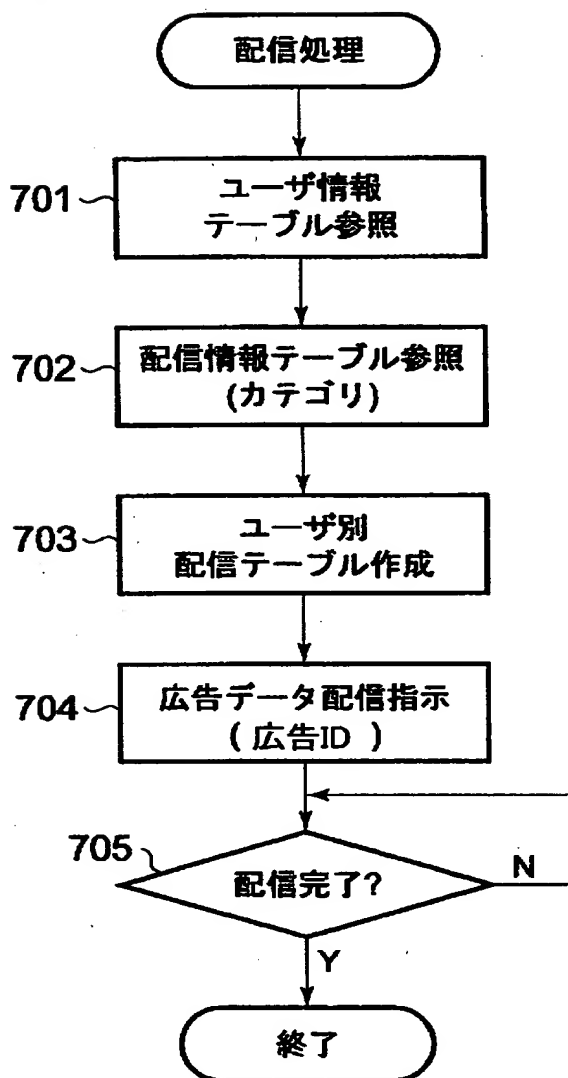 配信処理
701
ユーザ情報
テーブル参照
702
配信情報テーブル参照
(カテゴリ)
703
ユーザ別
配信テーブル作成
704
広告データ配信指示
( 広告ID )
705
配信完了?
N
Y
終了